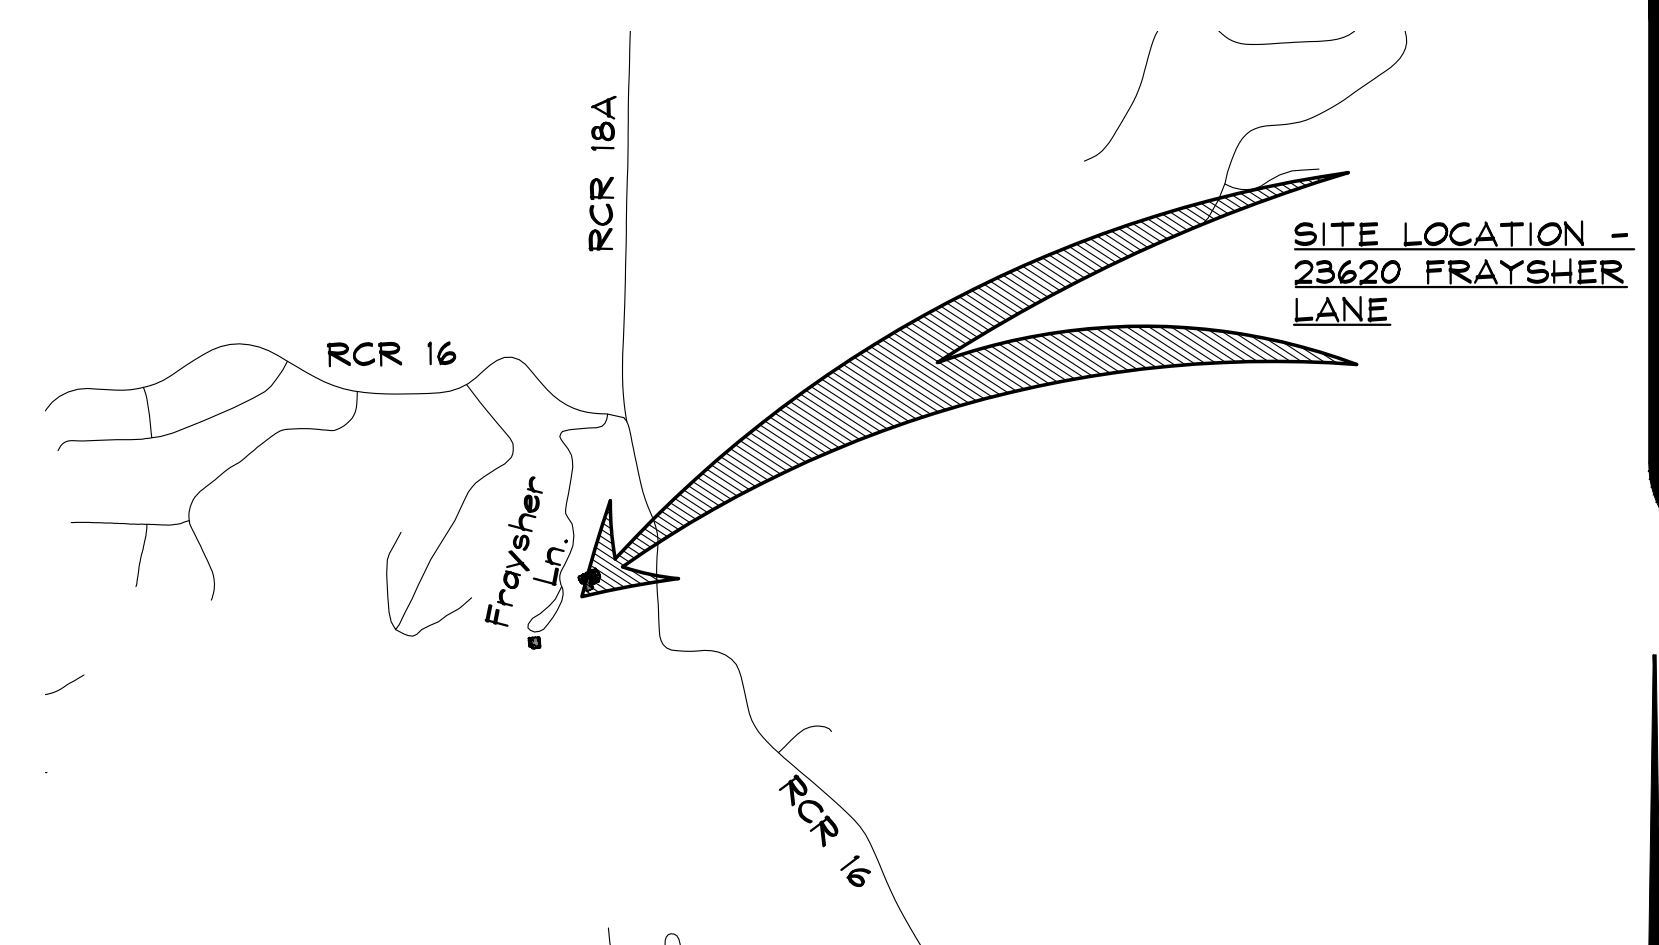 RCR 18A
SITE LOCATION -
23620 FRAYSHER
LANE
RCR 16
Fraysher
Ln.
RCR 16